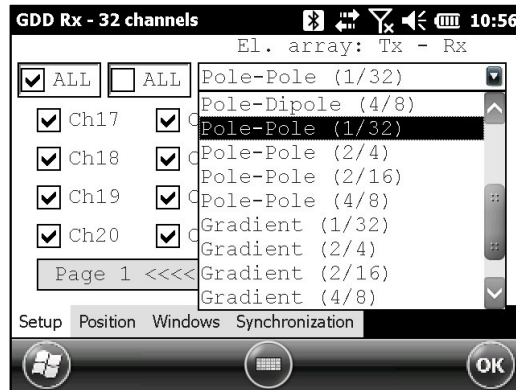 GDD Rx - 32 channels 10:56
El. array: Tx - Rx
ALL ALL Pole-Pole (1/32)
Pole-Dipole (4/8)
Ch17 Pole-Pole (1/32)
Ch18 Pole-Pole (2/4)
Pole-Pole (2/16)
Ch19 Pole-Pole (4/8)
Gradient (1/32)
Ch20 Gradient (2/4)
Gradient (2/16)
Page 1 <<<< Gradient (4/8)
Setup Position Windows Synchronization
OK